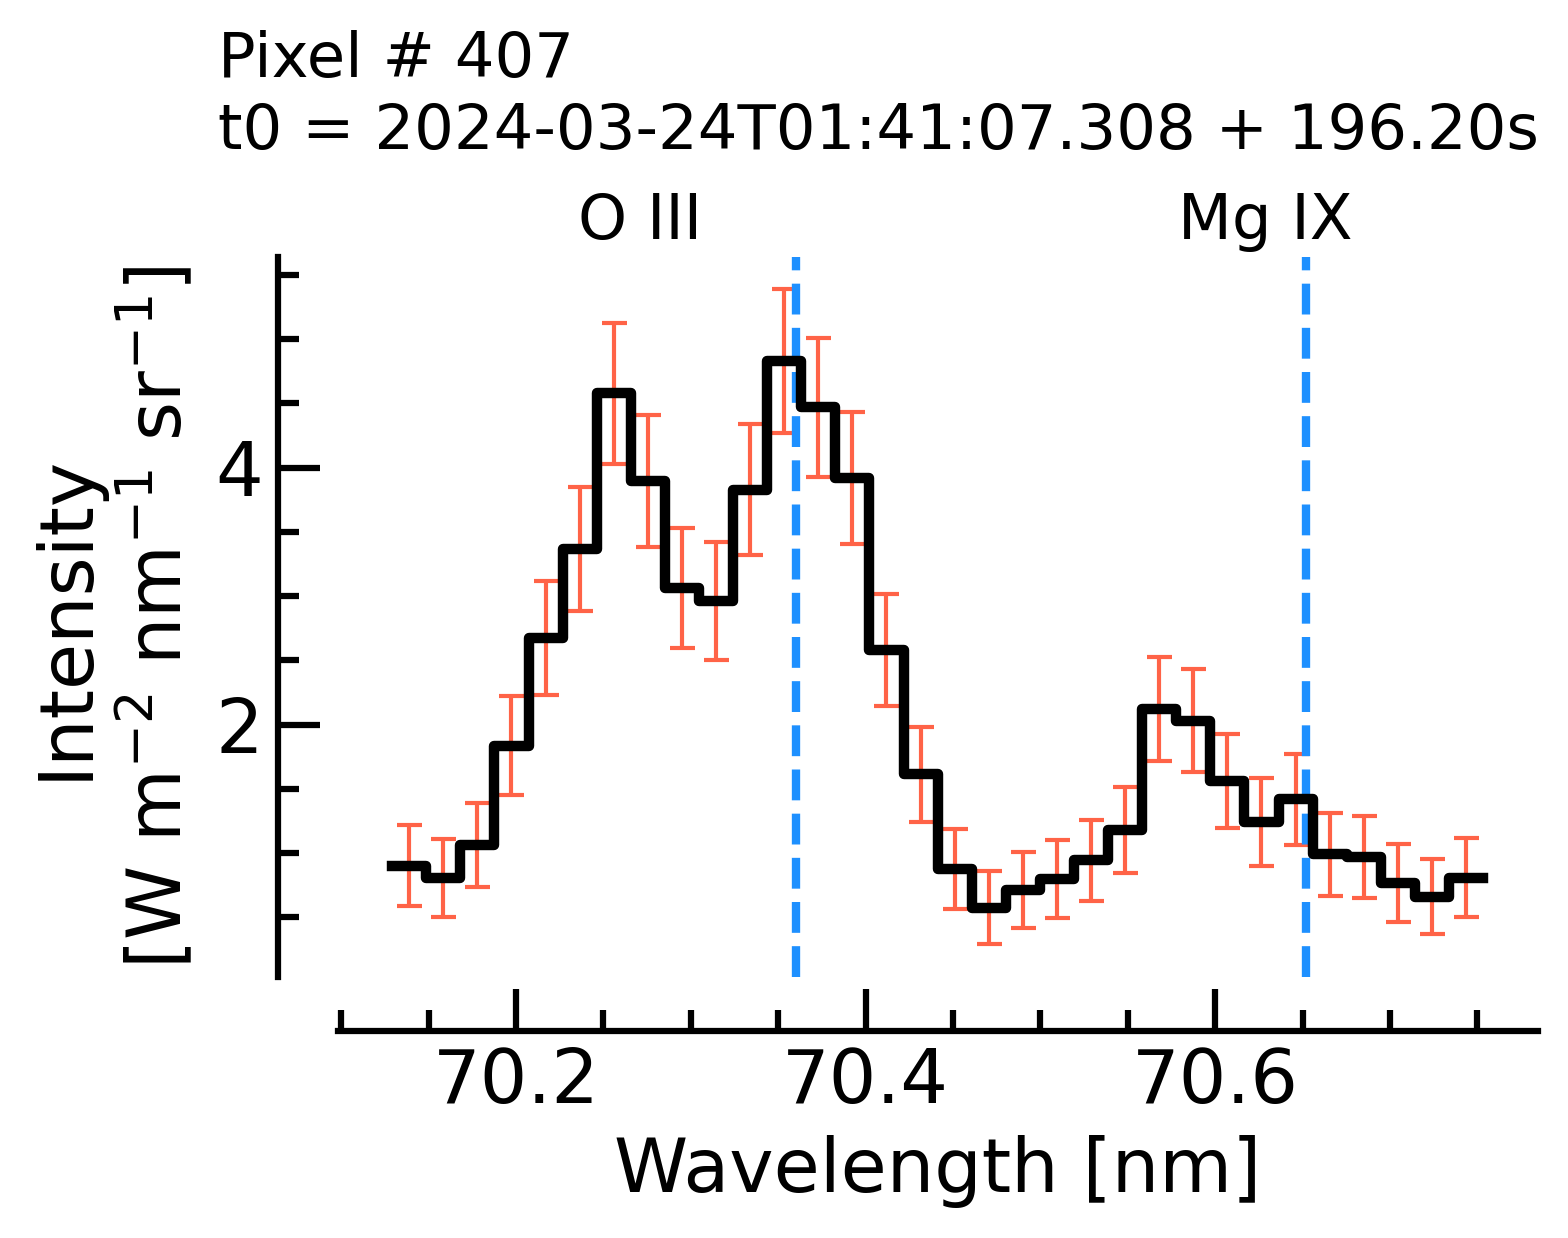 Pixel # 407
t0 = 2024-03-24T01:41:07.308 + 196.20s
O III
Mg IX
Intensity
[W m⁻² nm⁻¹ sr⁻¹]
4
2
70.2
70.4
70.6
Wavelength [nm]